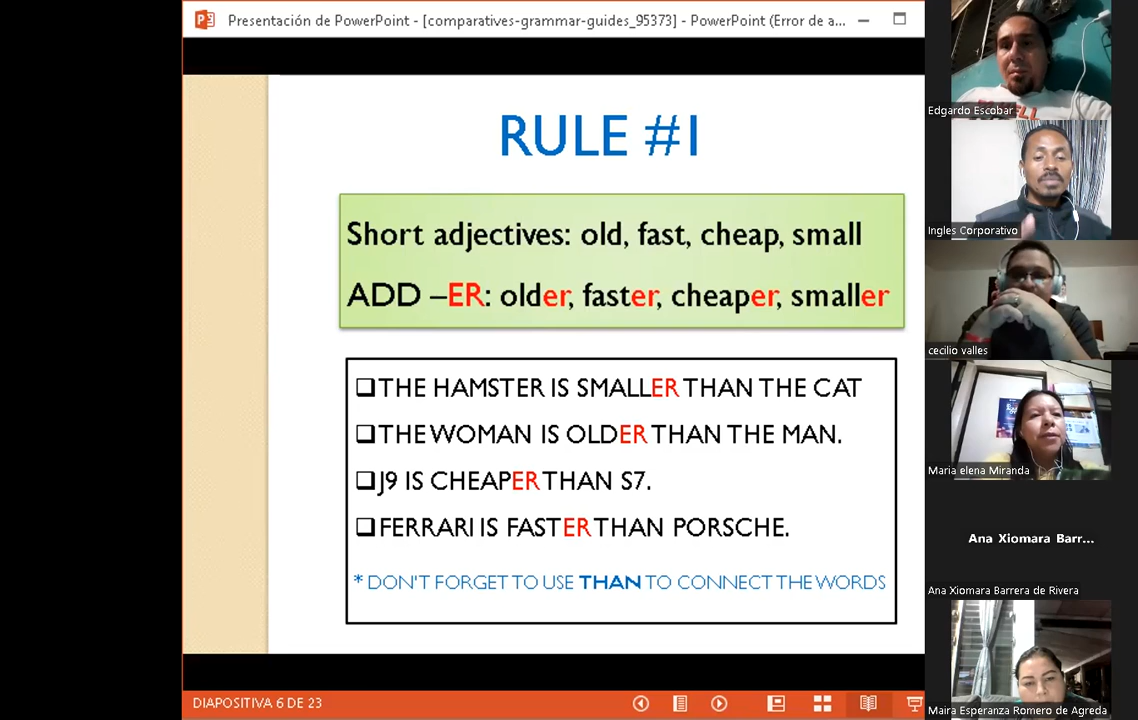 Presentación de PowerPoint - [comparatives-grammar-guides_95373] - PowerPoint (Error de a...
RULE #1
Short adjectives: old, fast, cheap, small
ADD –ER: older, faster, cheaper, smaller
❑THE HAMSTER IS SMALLER THAN THE CAT
❑THE WOMAN IS OLDER THAN THE MAN.
❑J9 IS CHEAPER THAN S7.
❑FERRARI IS FASTER THAN PORSCHE.
* DON'T FORGET TO USE THAN TO CONNECT THE WORDS
DIAPOSITIVA 6 DE 23
Edgardo Escobar
Ingles Corporativo
cecilio valles
Maria elena Miranda
Ana Xiomara Barr...
Ana Xiomara Barrera de Rivera
Maira Esperanza Romero de Agreda